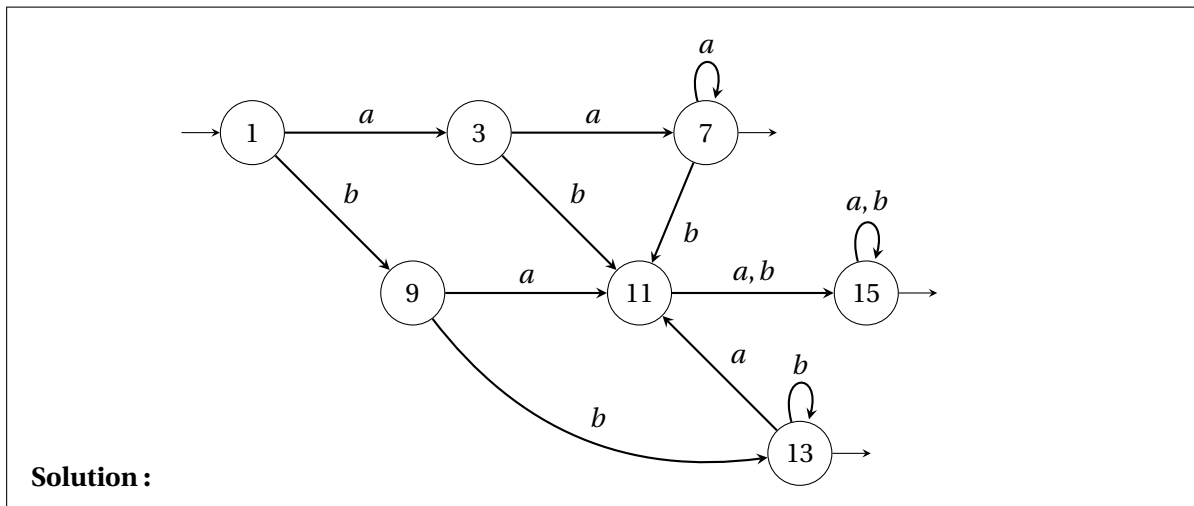 a
1 a 3 a 7
b b b a, b
9 a 11 a, b 15
a b
b
13
Solution :